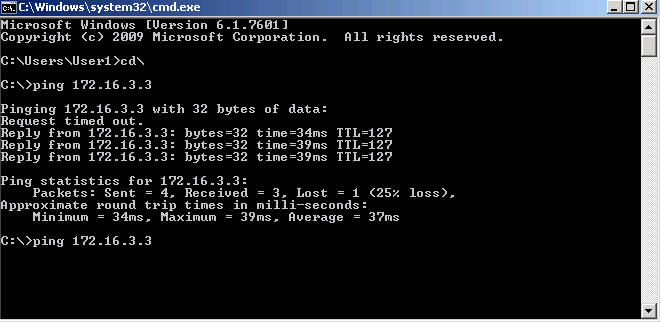 C:\Windows\system32\cmd.exe
Microsoft Windows [Version 6.1.7601]
Copyright (c) 2009 Microsoft Corporation.  All rights reserved.
C:\Users\User1>cd\
C:\>ping 172.16.3.3
Pinging 172.16.3.3 with 32 bytes of data:
Request timed out.
Reply from 172.16.3.3: bytes=32 time=34ms TTL=127
Reply from 172.16.3.3: bytes=32 time=39ms TTL=127
Reply from 172.16.3.3: bytes=32 time=39ms TTL=127
Ping statistics for 172.16.3.3:
    Packets: Sent = 4, Received = 3, Lost = 1 (25% loss),
Approximate round trip times in milli-seconds:
    Minimum = 34ms, Maximum = 39ms, Average = 37ms
C:\>ping 172.16.3.3